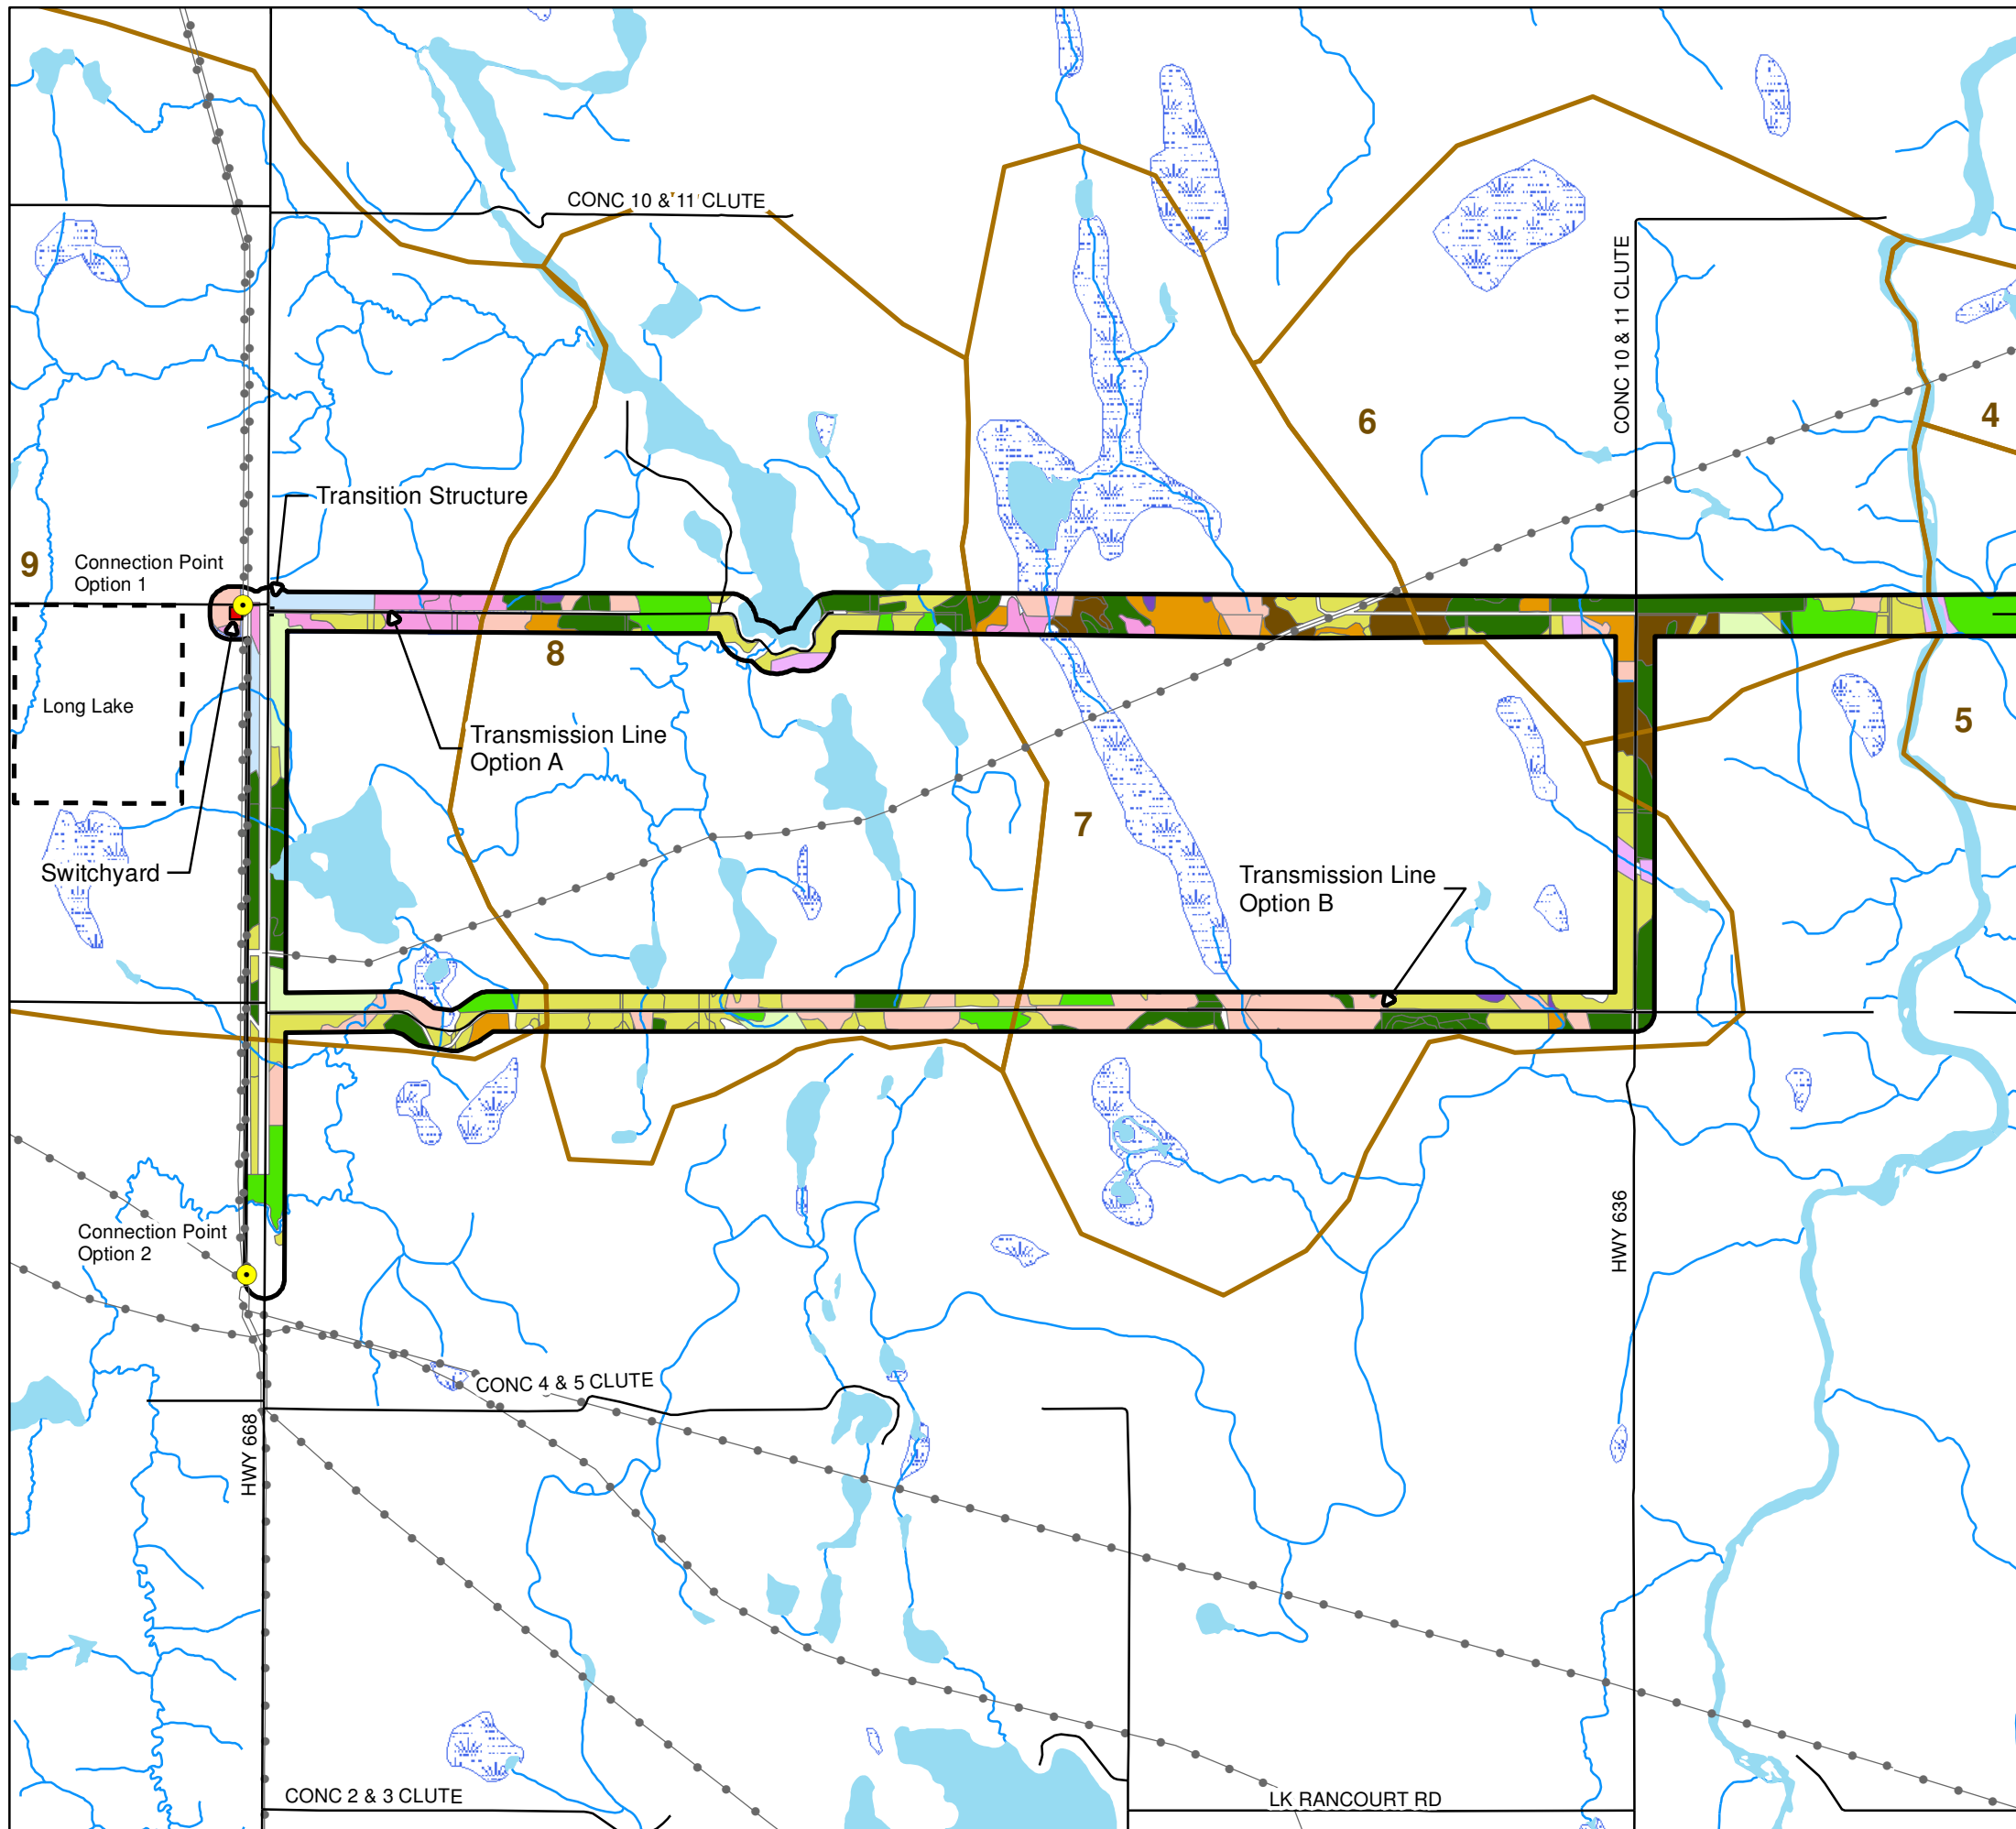 CONC 10 & 11 CLUTE
CONC 10 & 11 CLUTE
6
4
Transition Structure
9
Connection Point
Option 1
8
Long Lake
5
Transmission Line
Option A
7
Switchyard
Transmission Line
Option B
HWY 636
Connection Point
Option 2
CONC 4 & 5 CLUTE
HWY 668
CONC 2 & 3 CLUTE
LK RANCOURT RD